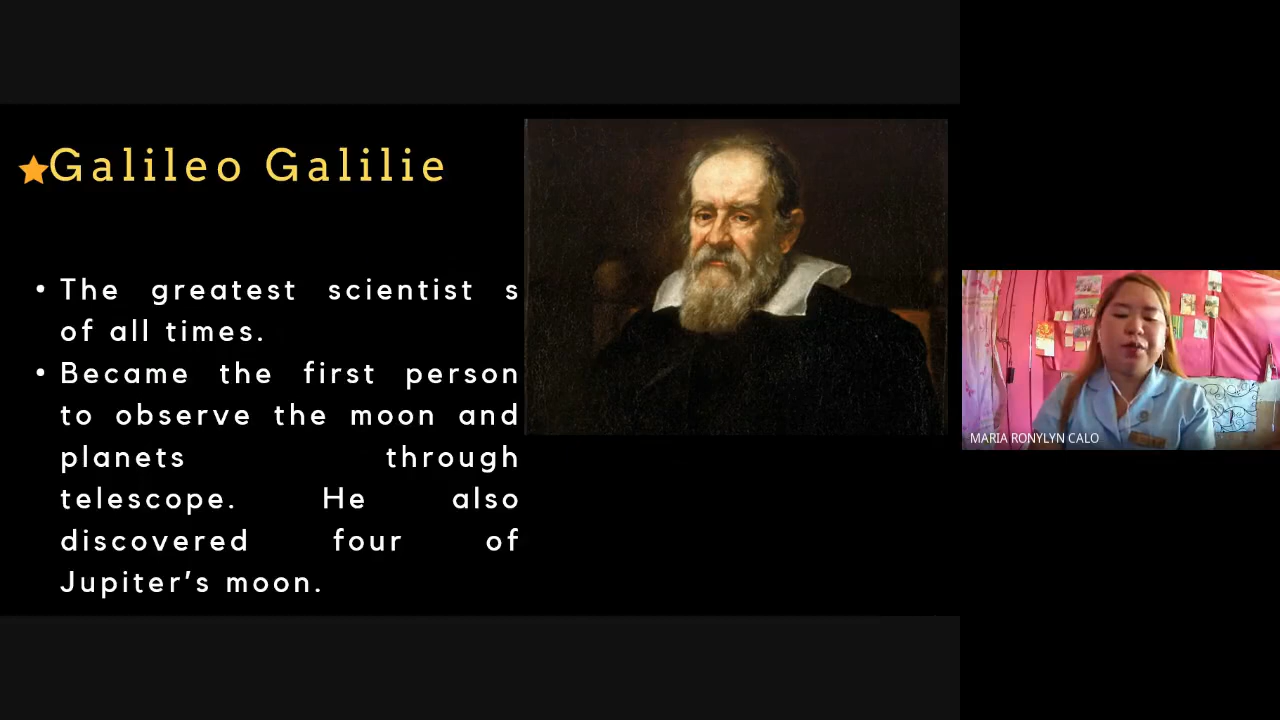 Galileo Galilie
• The greatest scientist s
of all times.
• Became the first person
to observe the moon and
planets through
telescope. He also
discovered four of
Jupiter’s moon.
MARIA RONYLYN CALO